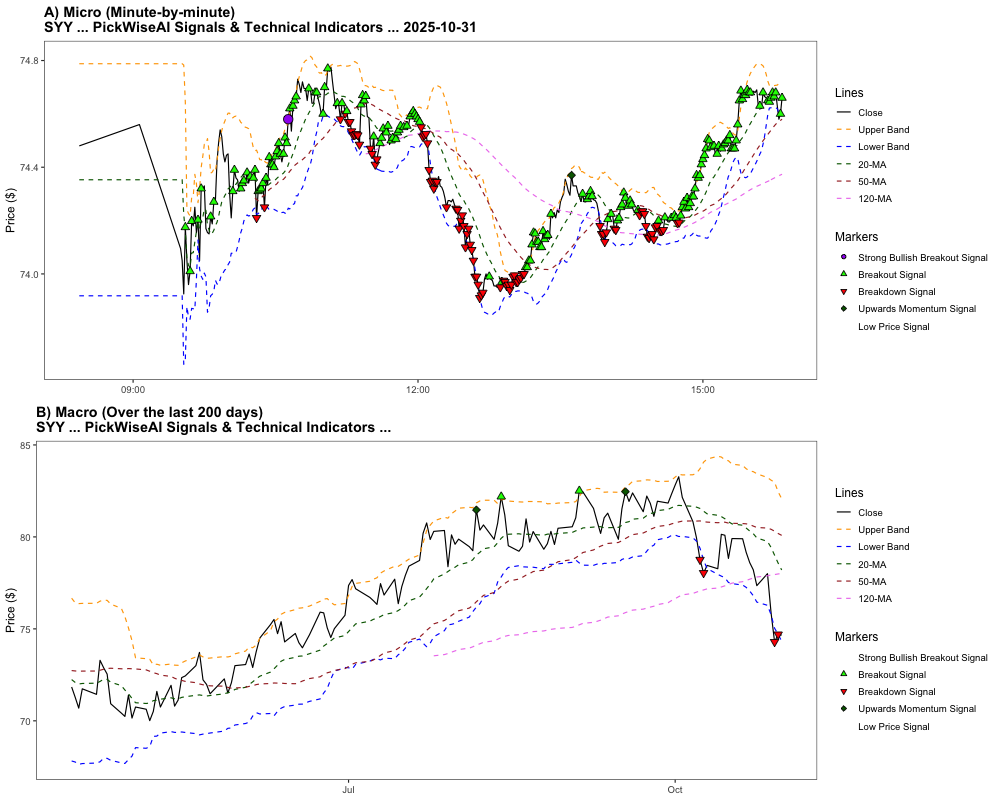 A) Micro (Minute-by-minute)
SYY ... PickWiseAI Signals & Technical Indicators ... 2025-10-31
Price ($)
74.8
74.4
74.0
09:00
12:00
15:00
Lines
Close
Upper Band
Lower Band
20-MA
50-MA
120-MA
Markers
Strong Bullish Breakout Signal
Breakout Signal
Breakdown Signal
Upwards Momentum Signal
Low Price Signal
B) Macro (Over the last 200 days)
SYY ... PickWiseAI Signals & Technical Indicators ...
Price ($)
85
80
75
70
Jul
Oct
Lines
Close
Upper Band
Lower Band
20-MA
50-MA
120-MA
Markers
Strong Bullish Breakout Signal
Breakout Signal
Breakdown Signal
Upwards Momentum Signal
Low Price Signal